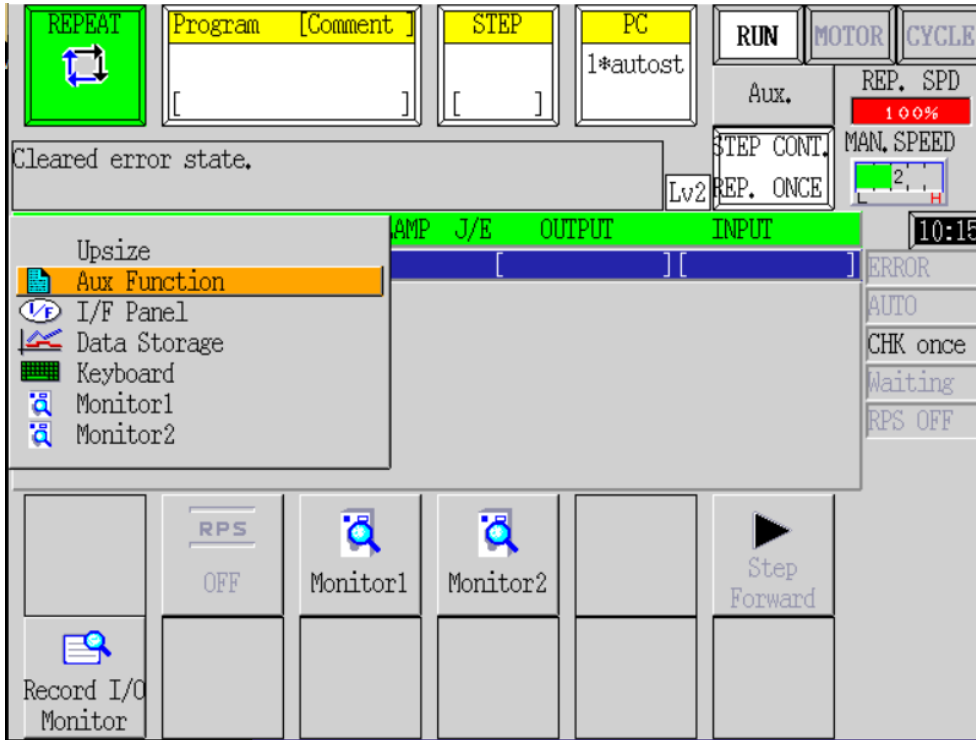 REPEAT
Program [Comment ]
[ ]
STEP
[ ]
PC
1*autost
RUN
MOTOR
CYCLE
Aux.
REP. SPD
100%
Cleared error state.
Lv2
STEP CONT.
REP. ONCE
MAN.SPEED
2
L H
AMP J/E OUTPUT INPUT
10:15
[ ] [ ]
Upsize
Aux Function
I/F I/F Panel
Data Storage
Keyboard
Monitor1
Monitor2
ERROR
AUTO
CHK once
Waiting
RPS OFF
RPS
OFF
Monitor1
Monitor2
Step
Forward
Record I/O
Monitor